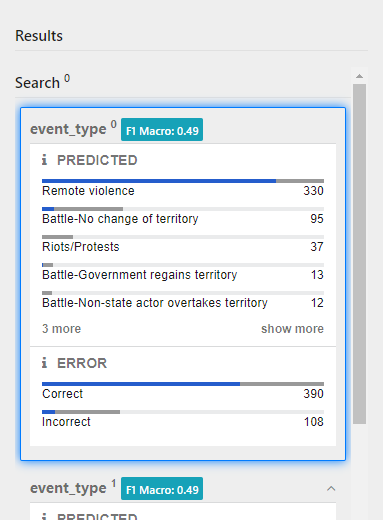 Results
Search 0
event_type 0 F1 Macro: 0.49
i PREDICTED
Remote violence 330
Battle-No change of territory 95
Riots/Protests 37
Battle-Government regains territory 13
Battle-Non-state actor overtakes territory 12
3 more show more
i ERROR
Correct 390
Incorrect 108
event_type 1 F1 Macro: 0.49
i PREDICTED